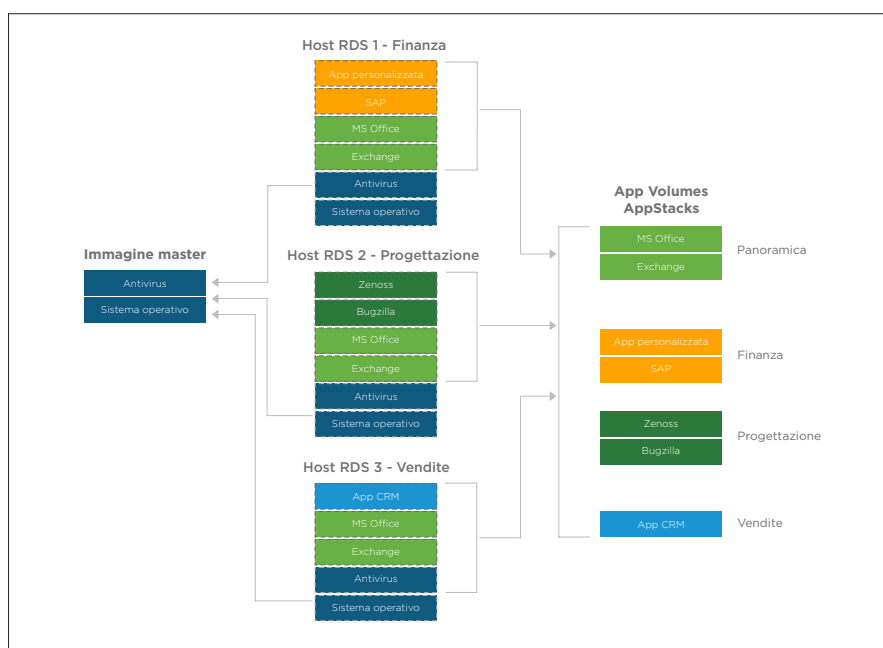 Host RDS 1 - Finanza
App personalizzata
SAP
MS Office
Exchange
Antivirus
Sistema operativo
Immagine master
Antivirus
Sistema operativo
Host RDS 2 - Progettazione
Zenoss
Bugzilla
MS Office
Exchange
Antivirus
Sistema operativo
Host RDS 3 - Vendite
App CRM
MS Office
Exchange
Antivirus
Sistema operativo
App Volumes
AppStacks
MS Office
Exchange
Panoramica
App personalizzata
SAP
Finanza
Zenoss
Bugzilla
Progettazione
App CRM
Vendite